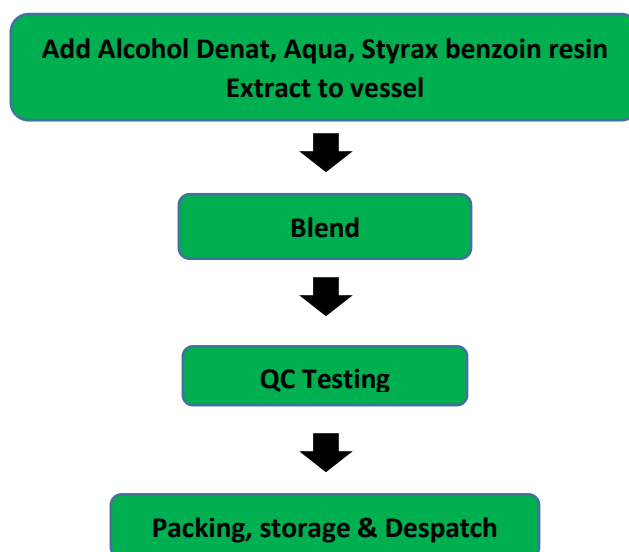 Add Alcohol Denat, Aqua, Styrax benzoin resin
Extract to vessel
Blend
QC Testing
Packing, storage & Despatch